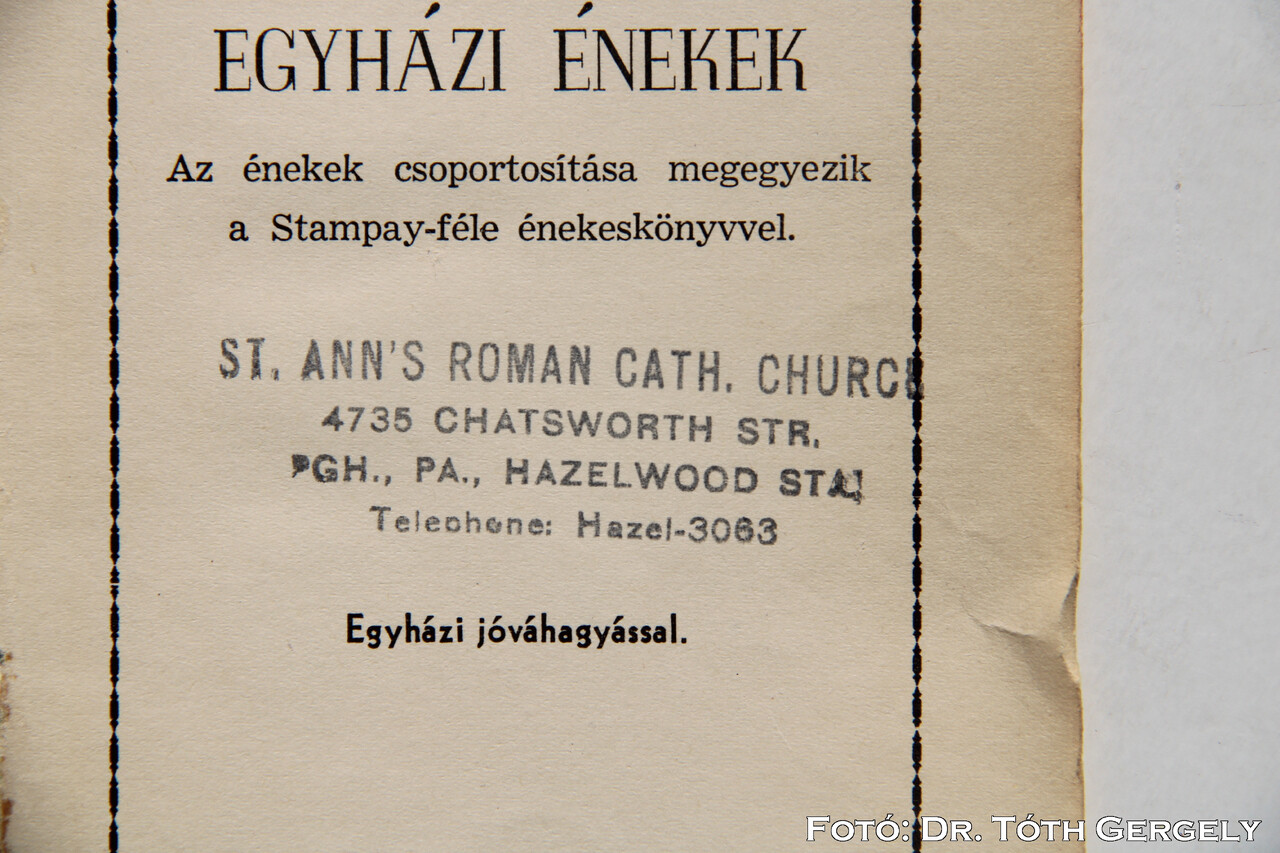 EGYHÁZI ÉNEKEK
Az énekek csoportosítása megegyezik
a Stampay-féle énekeskönyvvel.
ST. ANN'S ROMAN CATH. CHURCH
4735 CHATSWORTH STR.
PGH., PA., HAZELWOOD STA.
Telephone: Hazel-3063
Egyházi jóváhagyással.
Fotó: Dr. Tóth Gergely